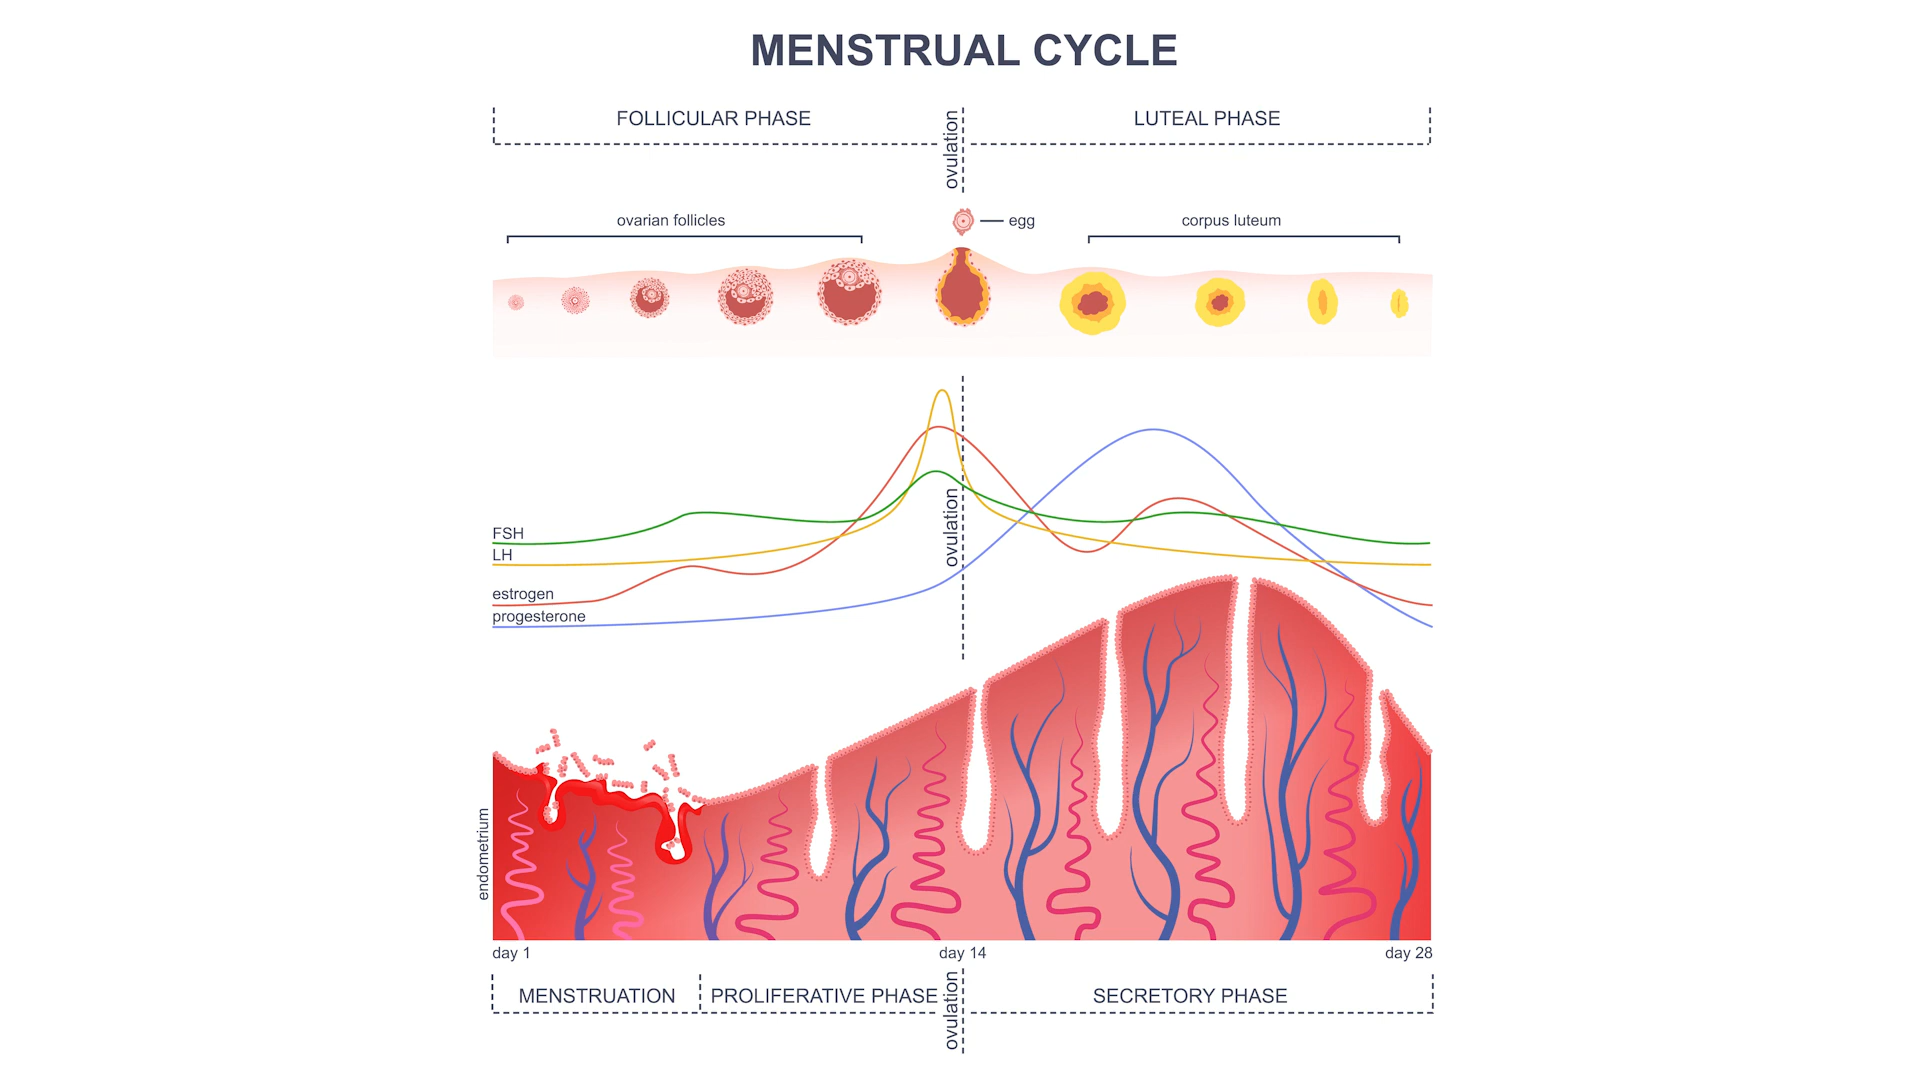 MENSTRUAL CYCLE
FOLLICULAR PHASE
ovulation
LUTEAL PHASE
ovarian follicles
egg
corpus luteum
FSH
LH
estrogen
progesterone
ovulation
endometrium
day 1
day 14
day 28
MENSTRUATION
PROLIFERATIVE PHASE
ovulation
SECRETORY PHASE